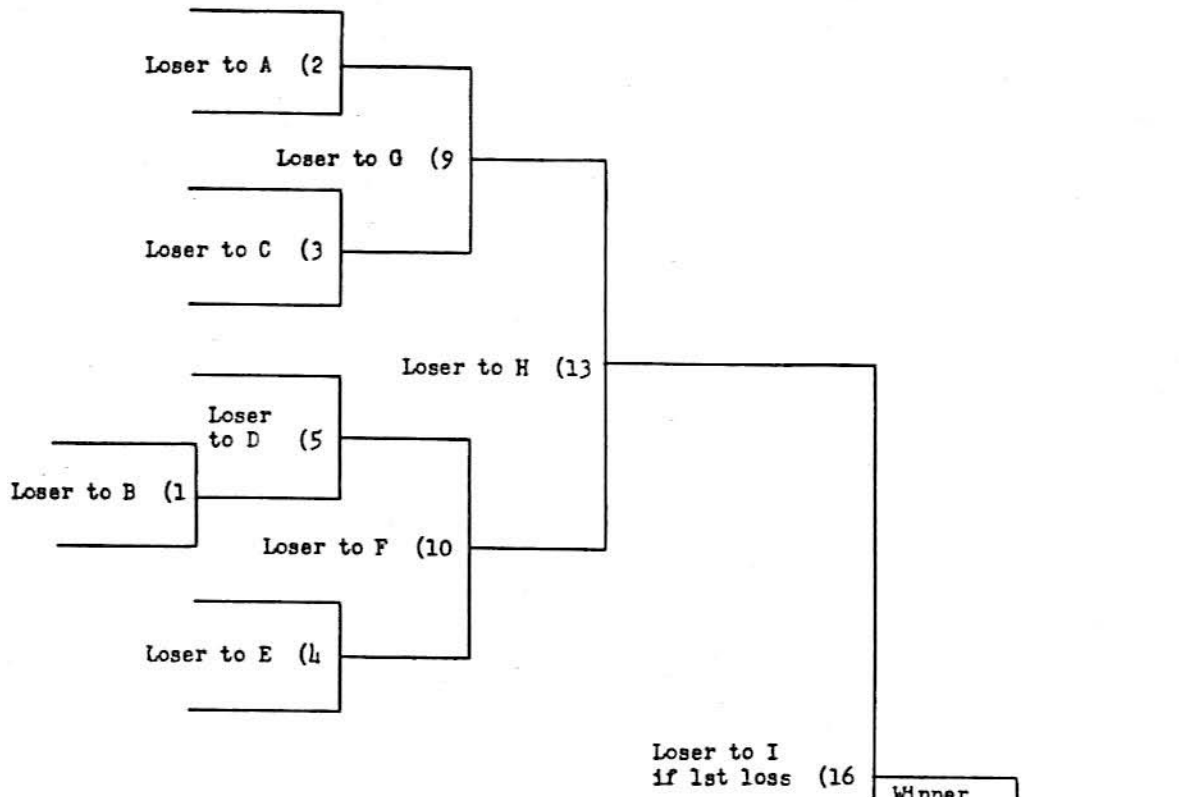 Loser to A (2
Loser to G (9
Loser to C (3
Loser to H (13
Loser
to D (5
Loser to B (1
Loser to F (10
Loser to E (4
Loser to I
if 1st loss (16
Winner